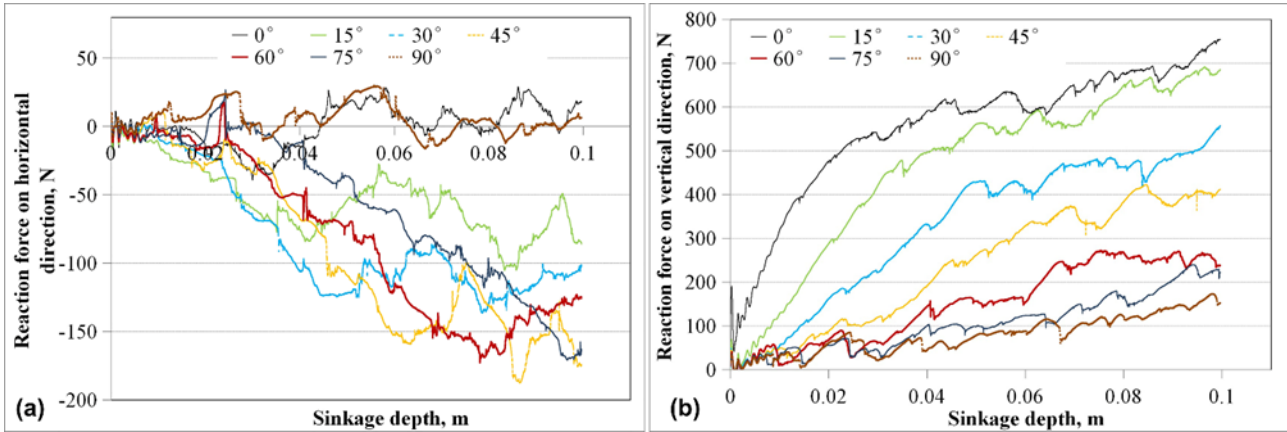 50
0° 15° 30° 45°
60° 75° 90°
0
0 0.02 0.04 0.06 0.08 0.1
-50
-100
-150
-200
Reaction force on horizontal
direction, N
Sinkage depth, m
(a)
800
0° 15° 30° 45°
60° 75° 90°
700
600
500
400
300
200
100
0
0 0.02 0.04 0.06 0.08 0.1
Reaction force on vertical direction, N
Sinkage depth, m
(b)